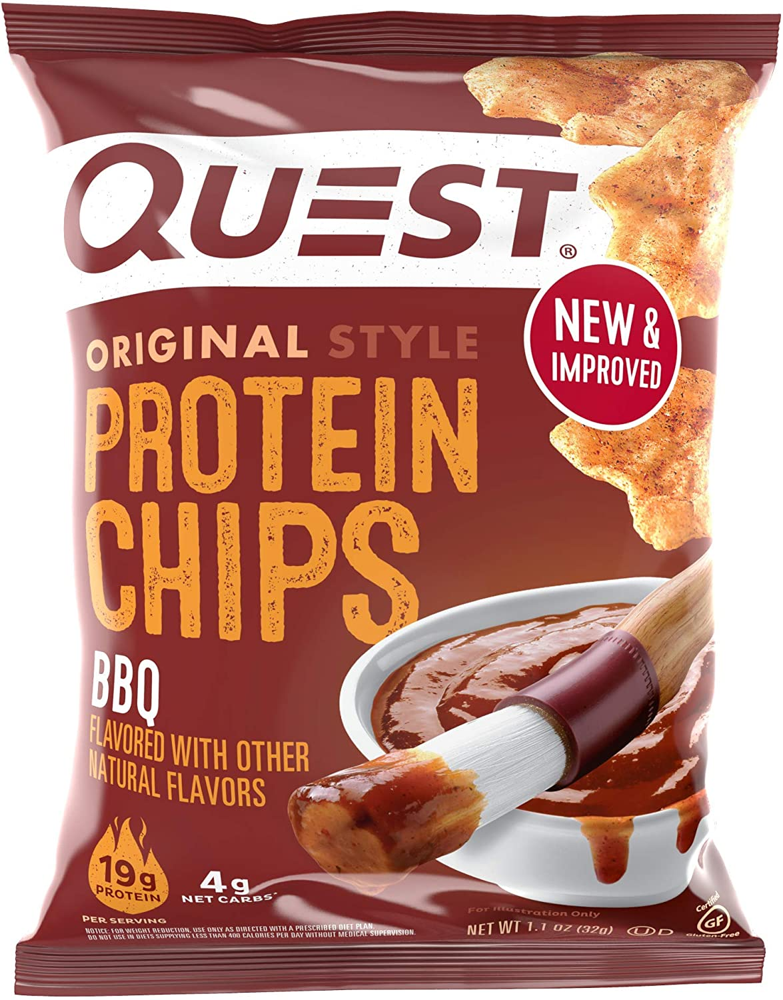 QUEST®
NEW &
IMPROVED
ORIGINAL STYLE
PROTEIN
CHIPS
BBQ
FLAVORED WITH OTHER
NATURAL FLAVORS
19g
PROTEIN
4g
NET CARBS*
PER SERVING
NOTICE: FOR WEIGHT REDUCTION, USE ONLY AS DIRECTED WITH A PRESCRIBED DIET PLAN.
DO NOT USE IN DIETS SUPPLYING LESS THAN 400 CALORIES PER DAY WITHOUT MEDICAL SUPERVISION.
For Illustration Only
NET WT 1.1 OZ (32g) U D
Certified
GF
Gluten-Free